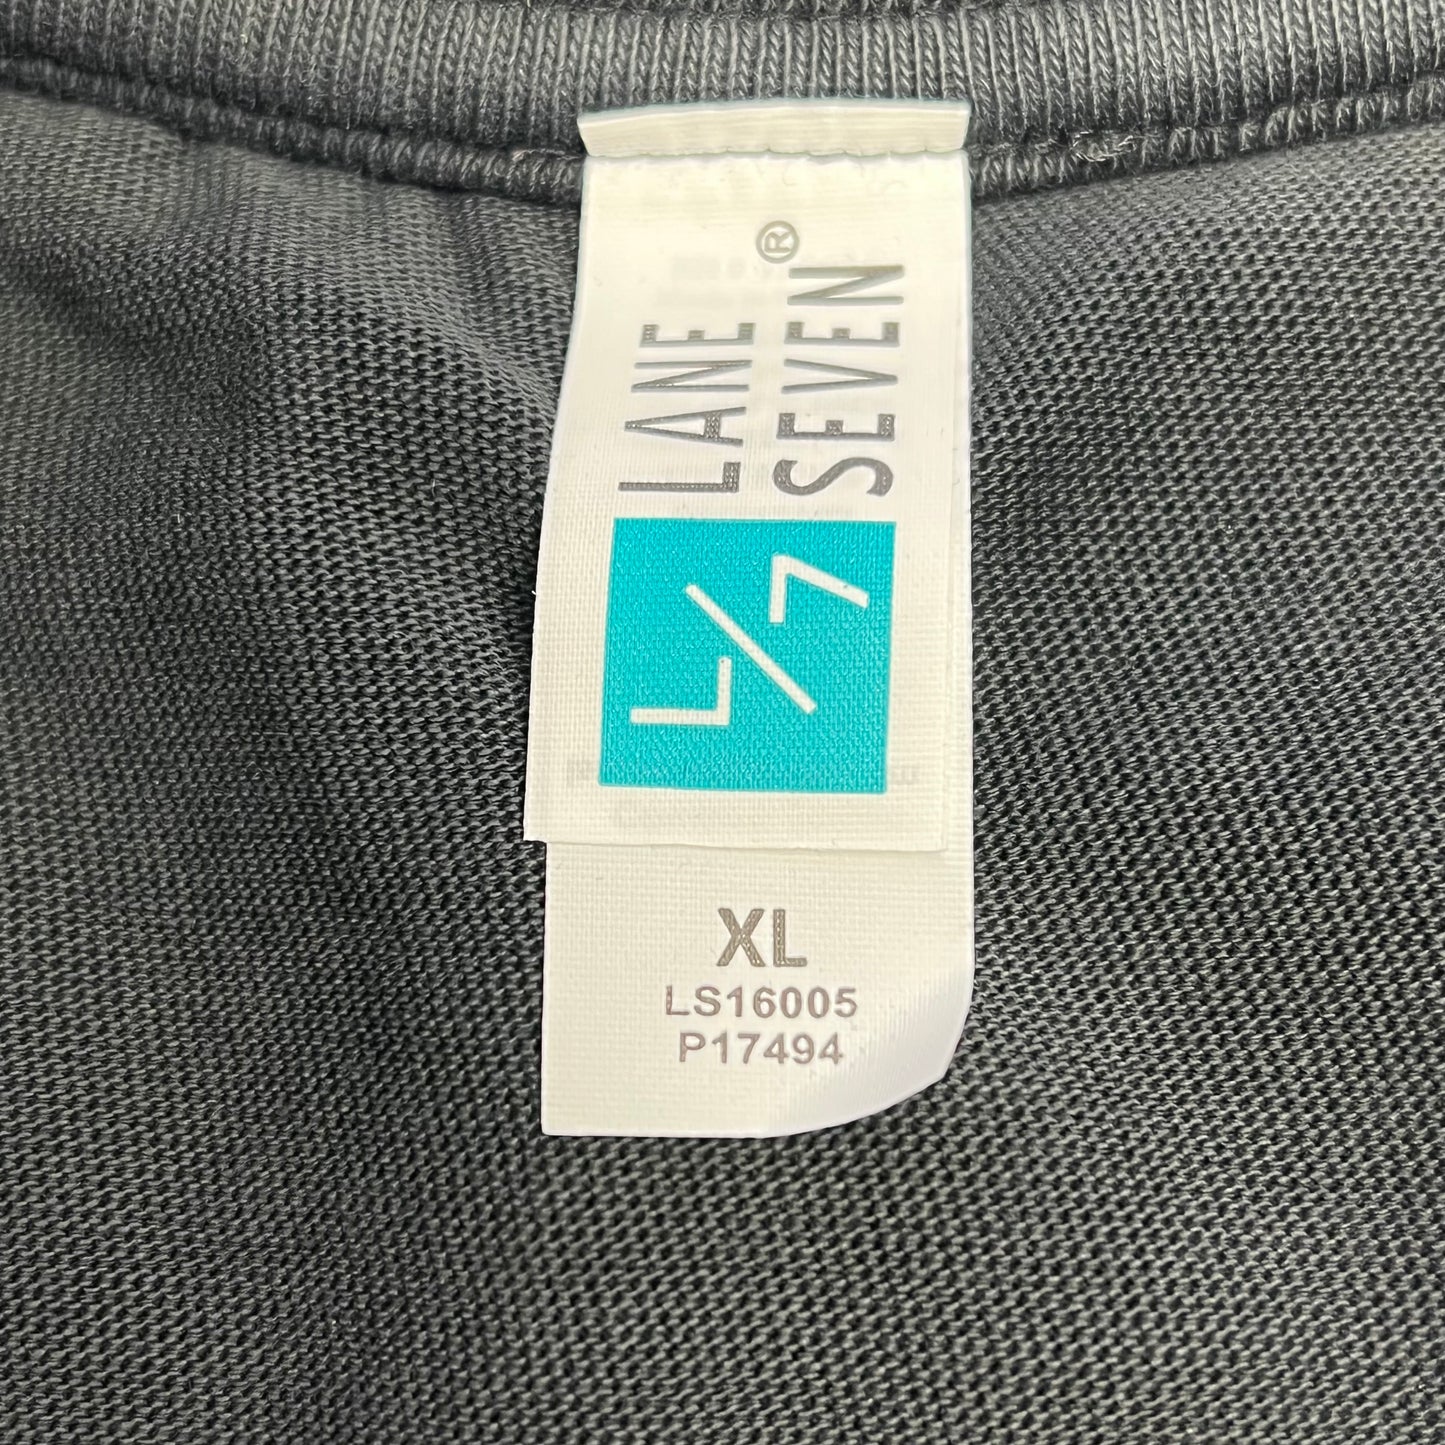 LANE
SEVEN®
L/7
XL
LS16005
P17494